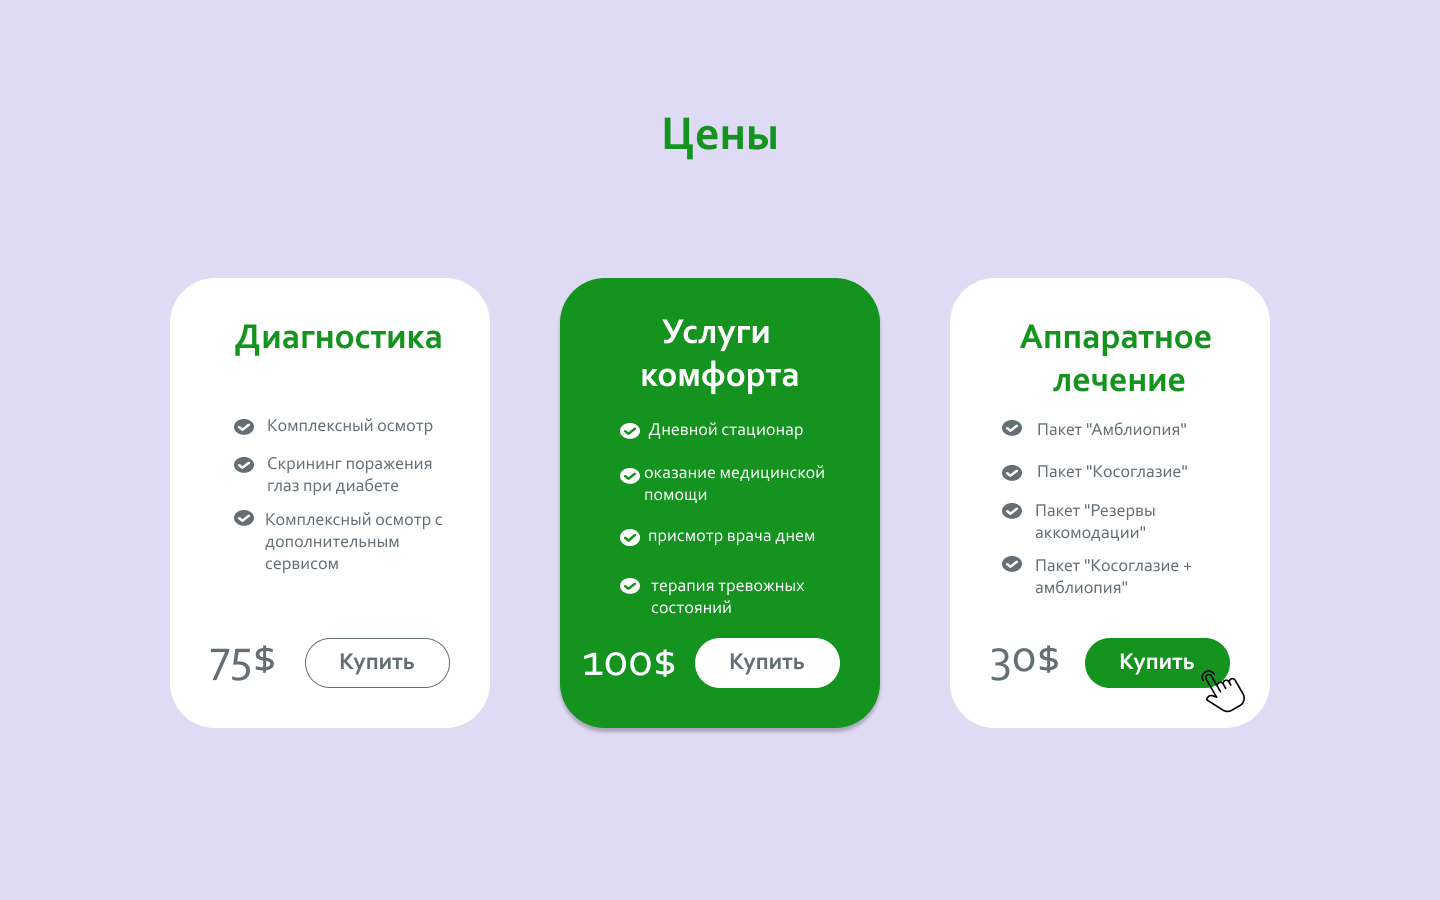 Цены
Диагностика
Комплексный осмотр
Скрининг поражения
глаз при диабете
Комплексный осмотр с
дополнительным
сервисом
75$
Купить
Услуги
комфорта
Дневной стационар
оказание медицинской
помощи
присмотр врача днем
терапия тревожных
состояний
100$
Купить
Аппаратное
лечение
Пакет "Амблиопия"
Пакет "Косоглазие"
Пакет "Резервы
аккомодации"
Пакет "Косоглазие +
амблиопия"
30$
Купить